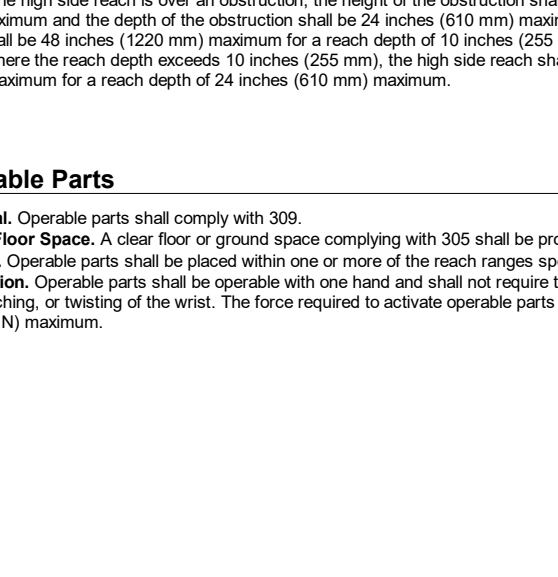 he high side reach is over an obstruction, the height of the obstruction sha
ximum and the depth of the obstruction shall be 24 inches (610 mm) maxin
all be 48 inches (1220 mm) maximum for a reach depth of 10 inches (255
here the reach depth exceeds 10 inches (255 mm), the high side reach sha
aximum for a reach depth of 24 inches (610 mm) maximum.
able Parts
al. Operable parts shall comply with 309.
Floor Space. A clear floor or ground space complying with 305 shall be pro
. Operable parts shall be placed within one or more of the reach ranges spe
ion. Operable parts shall be operable with one hand and shall not require t
ching, or twisting of the wrist. The force required to activate operable parts
N) maximum.